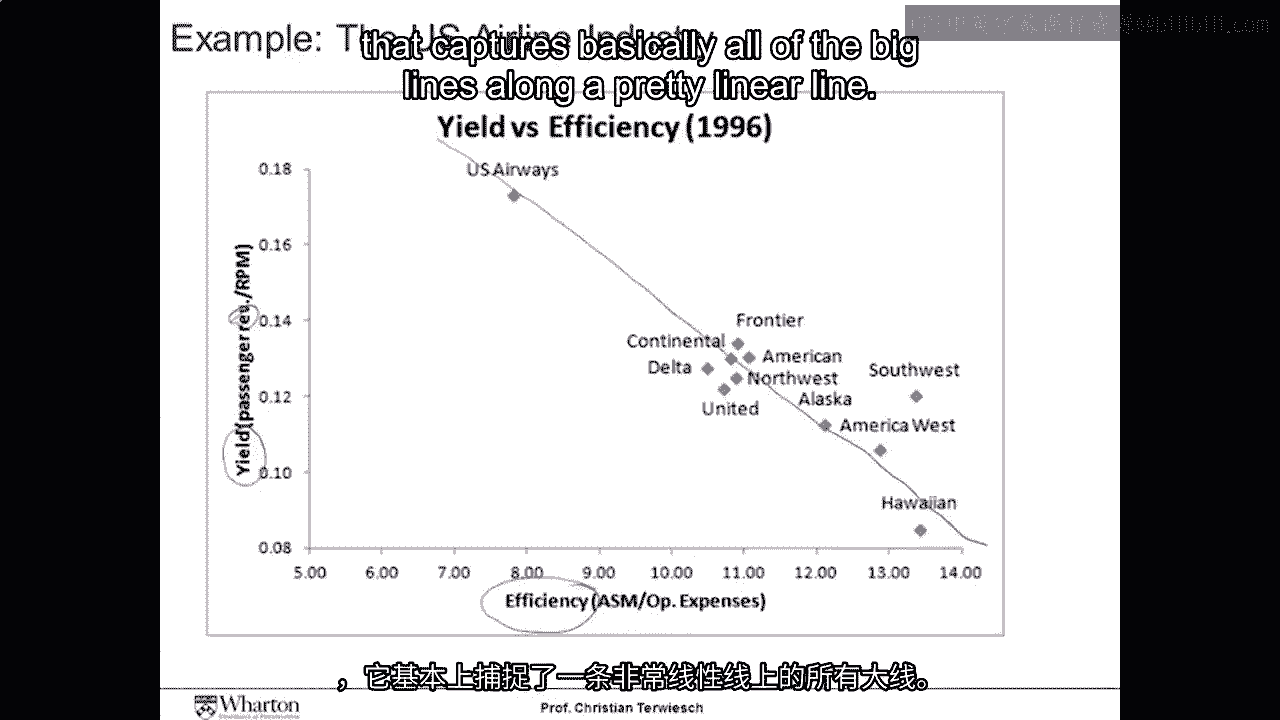 Example: The US Airline Industry
that captures basically all of the big
lines along a pretty linear line.
Yield vs Efficiency (1996)
0.18
0.16
0.14
0.12
0.10
0.08
Yield (passenger rev./RPM)
US Airways
Frontier
Continental
American
Delta
Northwest
Southwest
United
Alaska
America West
Hawaiian
5.00 6.00 7.00 8.00 9.00 10.00 11.00 12.00 13.00 14.00
Efficiency (ASM/Op. Expenses)
，它基本上捕捉了一条非常线性线上的所有大线。
Wharton
Prof. Christian Terwiesch